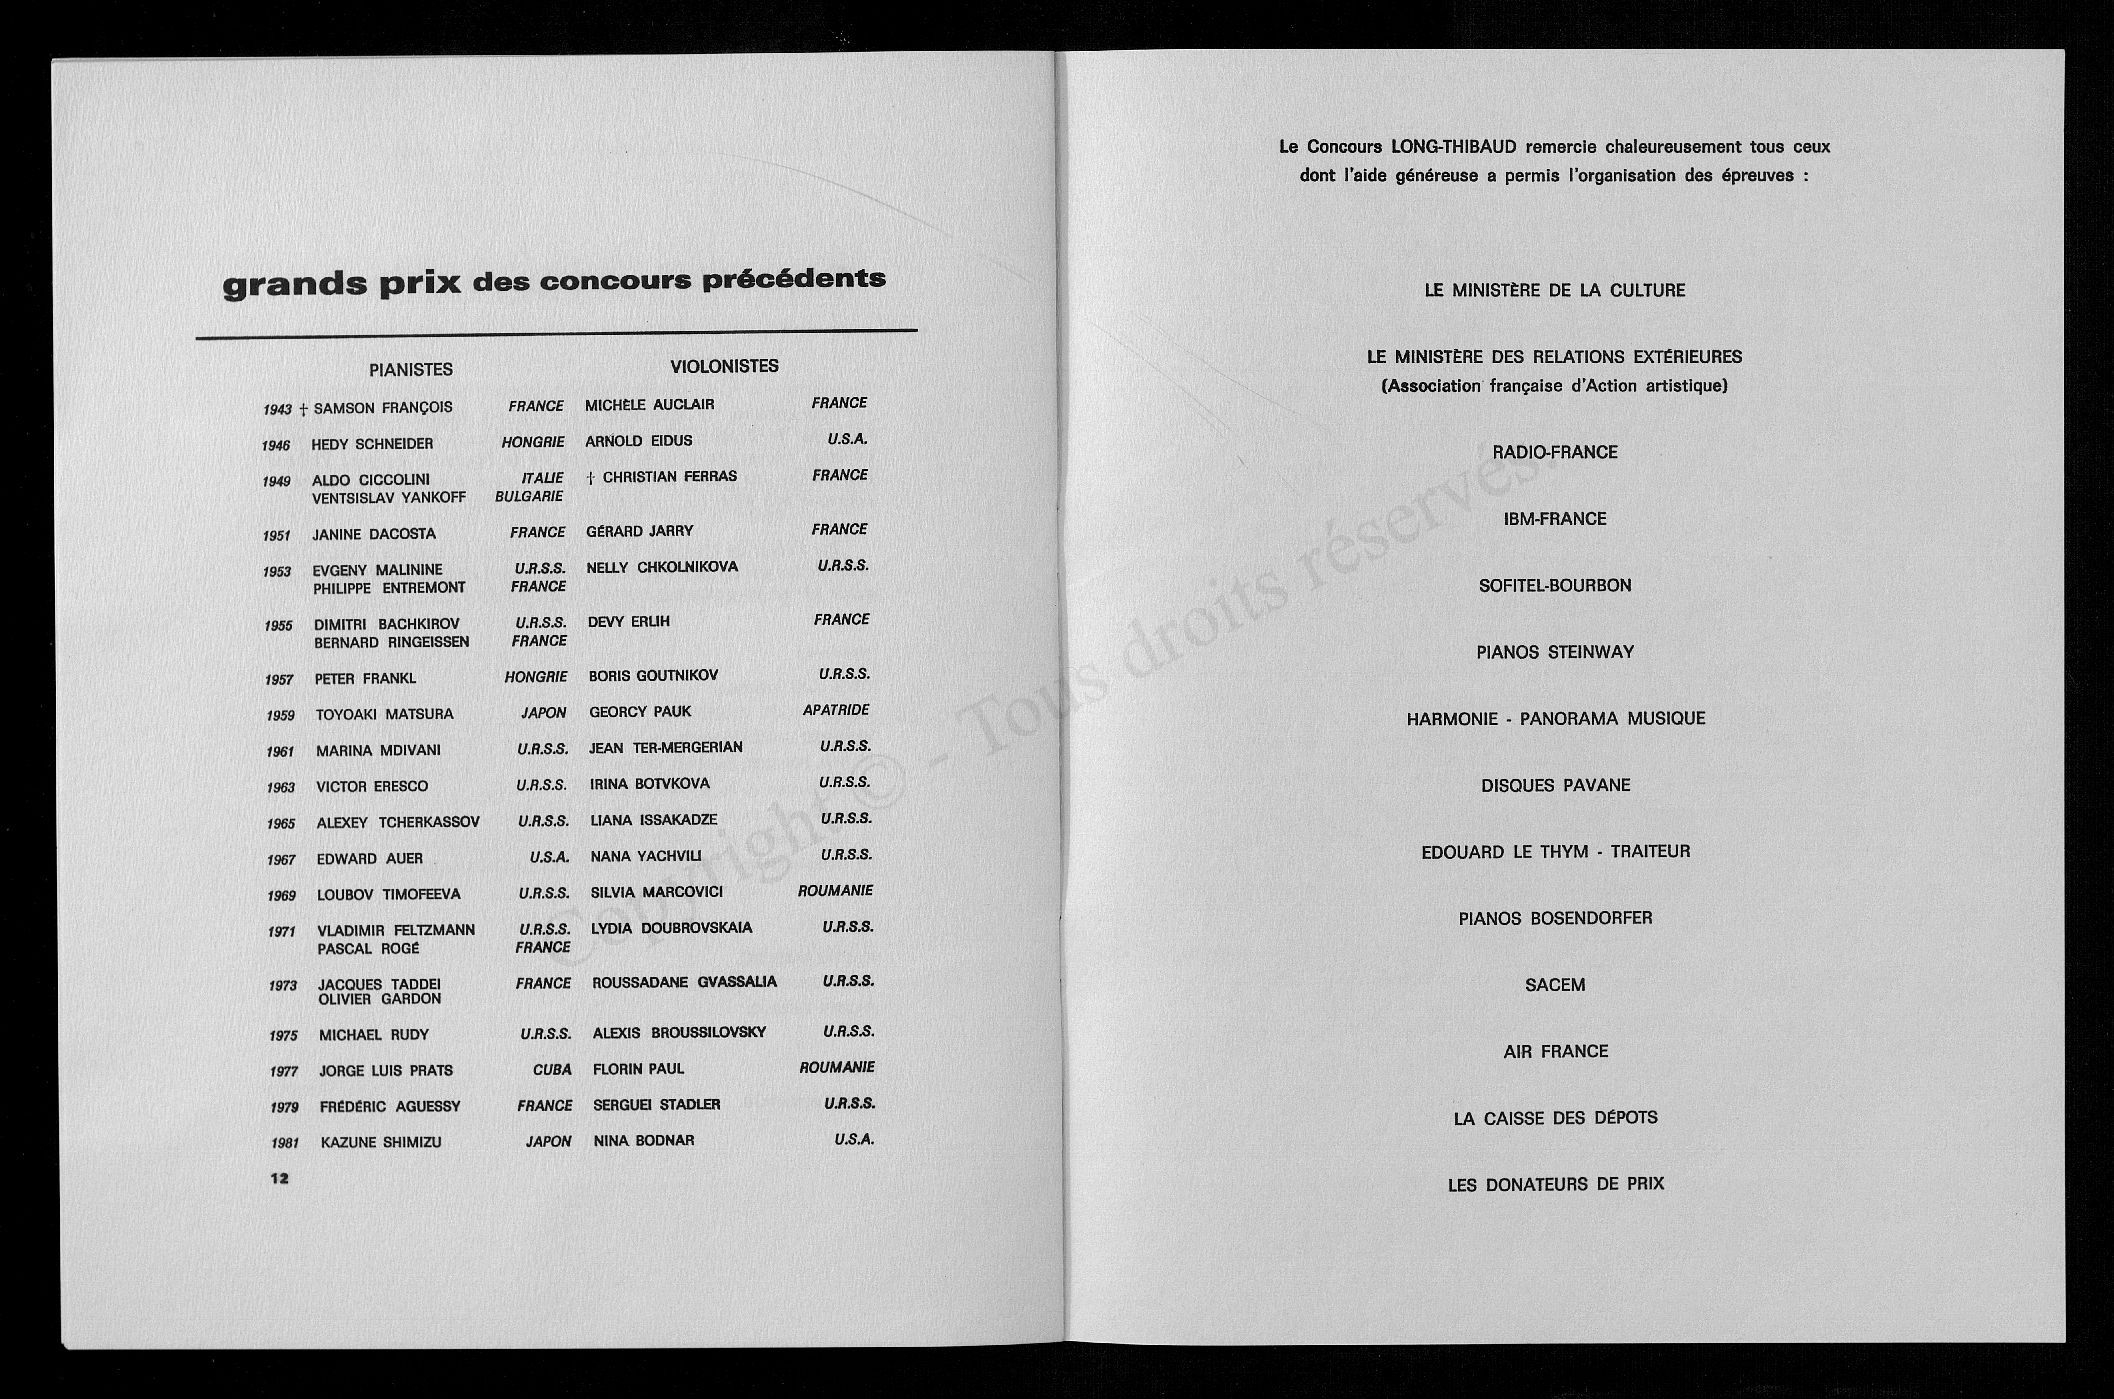 grands prix des concours précédents
PIANISTES VIOLONISTES
1943 † SAMSON FRANÇOIS FRANCE MICHÈLE AUCLAIR FRANCE
1946 HEDY SCHNEIDER HONGRIE ARNOLD EIDUS U.S.A.
1949 ALDO CICCOLINI ITALIE † CHRISTIAN FERRAS FRANCE
VENTSISLAV YANKOFF BULGARIE
1951 JANINE DACOSTA FRANCE GÉRARD JARRY FRANCE
1953 EVGENY MALININE U.R.S.S. NELLY CHKOLNIKOVA U.R.S.S.
PHILIPPE ENTREMONT FRANCE
1955 DIMITRI BACHKIROV U.R.S.S. DEVY ERLIH FRANCE
BERNARD RINGEISSEN FRANCE
1957 PETER FRANKL HONGRIE BORIS GOUTNIKOV U.R.S.S.
1959 TOYOAKI MATSURA JAPON GEORCY PAUK APATRIDE
1961 MARINA MDIVANI U.R.S.S. JEAN TER-MERGERIAN U.R.S.S.
1963 VICTOR ERESCO U.R.S.S. IRINA BOTVKOVA U.R.S.S.
1965 ALEXEY TCHERKASSOV U.R.S.S. LIANA ISSAKADZE U.R.S.S.
1967 EDWARD AUER U.S.A. NANA YACHVILI U.R.S.S.
1969 LOUBOV TIMOFEEVA U.R.S.S. SILVIA MARCOVICI ROUMANIE
1971 VLADIMIR FELTZMANN U.R.S.S. LYDIA DOUBROVSKAIA U.R.S.S.
PASCAL ROGÉ FRANCE
1973 JACQUES TADDEI FRANCE ROUSSADANE GVASSALIA U.R.S.S.
OLIVIER GARDON
1975 MICHAEL RUDY U.R.S.S. ALEXIS BROUSSILOVSKY U.R.S.S.
1977 JORGE LUIS PRATS CUBA FLORIN PAUL ROUMANIE
1979 FRÉDÉRIC AGUESSY FRANCE SERGUEI STADLER U.R.S.S.
1981 KAZUNE SHIMIZU JAPON NINA BODNAR U.S.A.
12
Le Concours LONG-THIBAUD remercie chaleureusement tous ceux
dont l'aide généreuse a permis l'organisation des épreuves :
LE MINISTÈRE DE LA CULTURE
LE MINISTÈRE DES RELATIONS EXTÉRIEURES
(Association française d'Action artistique)
RADIO-FRANCE
IBM-FRANCE
SOFITEL-BOURBON
PIANOS STEINWAY
HARMONIE - PANORAMA MUSIQUE
DISQUES PAVANE
EDOUARD LE THYM - TRAITEUR
PIANOS BOSENDORFER
SACEM
AIR FRANCE
LA CAISSE DES DÉPOTS
LES DONATEURS DE PRIX
Copyright © - Tous droits réservés.